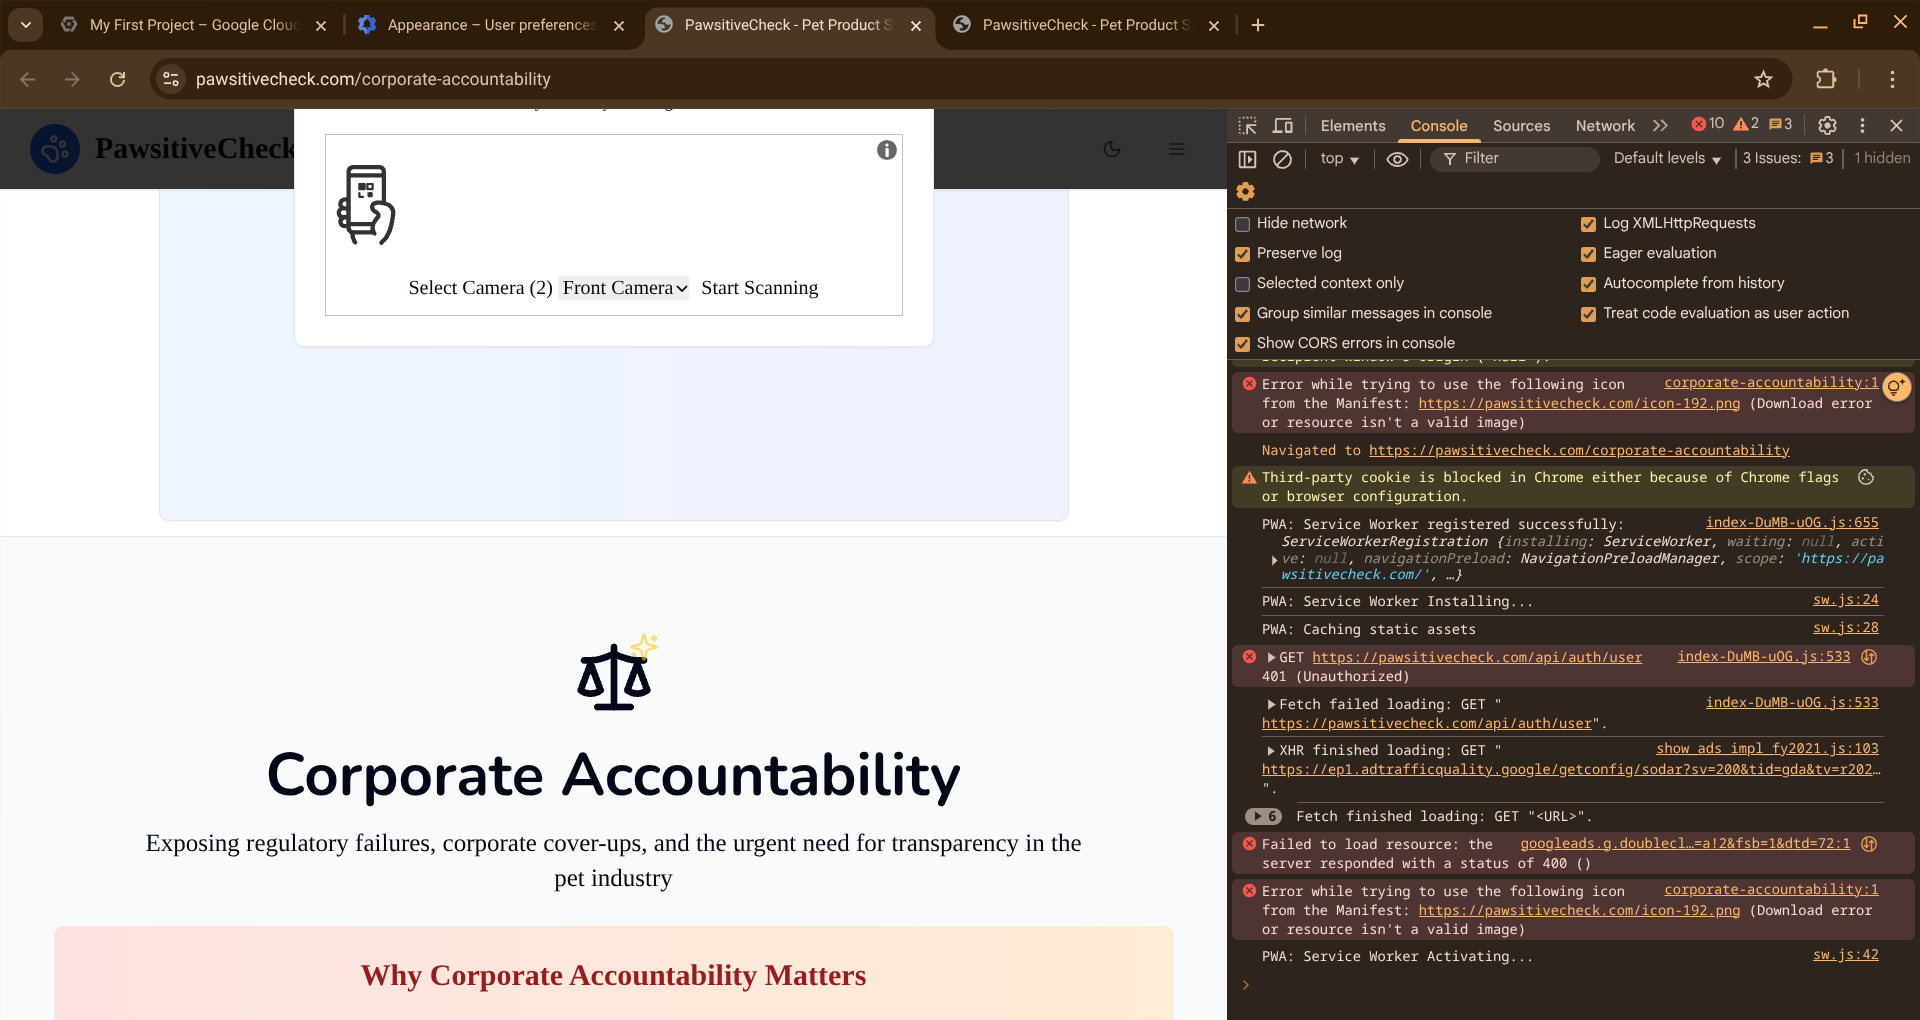 My First Project – Google Clou
Appearance – User preferences
PawsitiveCheck - Pet Product S
PawsitiveCheck - Pet Product S
pawsitivecheck.com/corporate-accountability
PawsitiveCheck
Select Camera (2) Front Camera Start Scanning
Corporate Accountability
Exposing regulatory failures, corporate cover-ups, and the urgent need for transparency in the
pet industry
Why Corporate Accountability Matters
Elements Console Sources Network 10 2 3
top Filter Default levels 3 Issues: 3 1 hidden
Hide network Log XMLHttpRequests
Preserve log Eager evaluation
Selected context only Autocomplete from history
Group similar messages in console Treat code evaluation as user action
Show CORS errors in console
Error while trying to use the following icon corporate-accountability:1
from the Manifest: https://pawsitivecheck.com/icon-192.png (Download error
or resource isn't a valid image)
Navigated to https://pawsitivecheck.com/corporate-accountability
Third-party cookie is blocked in Chrome either because of Chrome flags
or browser configuration.
PWA: Service Worker registered successfully: index-DuMB-uOG.js:655
ServiceWorkerRegistration {installing: ServiceWorker, waiting: null, acti
ve: null, navigationPreload: NavigationPreloadManager, scope: 'https://pa
wsitivecheck.com/', …}
PWA: Service Worker Installing... sw.js:24
PWA: Caching static assets sw.js:28
GET https://pawsitivecheck.com/api/auth/user index-DuMB-uOG.js:533
401 (Unauthorized)
Fetch failed loading: GET " index-DuMB-uOG.js:533
https://pawsitivecheck.com/api/auth/user".
XHR finished loading: GET " show_ads_impl_fy2021.js:103
https://ep1.adtrafficquality.google/getconfig/sodar?sv=200&tid=gda&tv=r202…
".
6 Fetch finished loading: GET "<URL>".
Failed to load resource: the googleads.g.doublecl…=a!2&fsb=1&dtd=72:1
server responded with a status of 400 ()
Error while trying to use the following icon corporate-accountability:1
from the Manifest: https://pawsitivecheck.com/icon-192.png (Download error
or resource isn't a valid image)
PWA: Service Worker Activating... sw.js:42